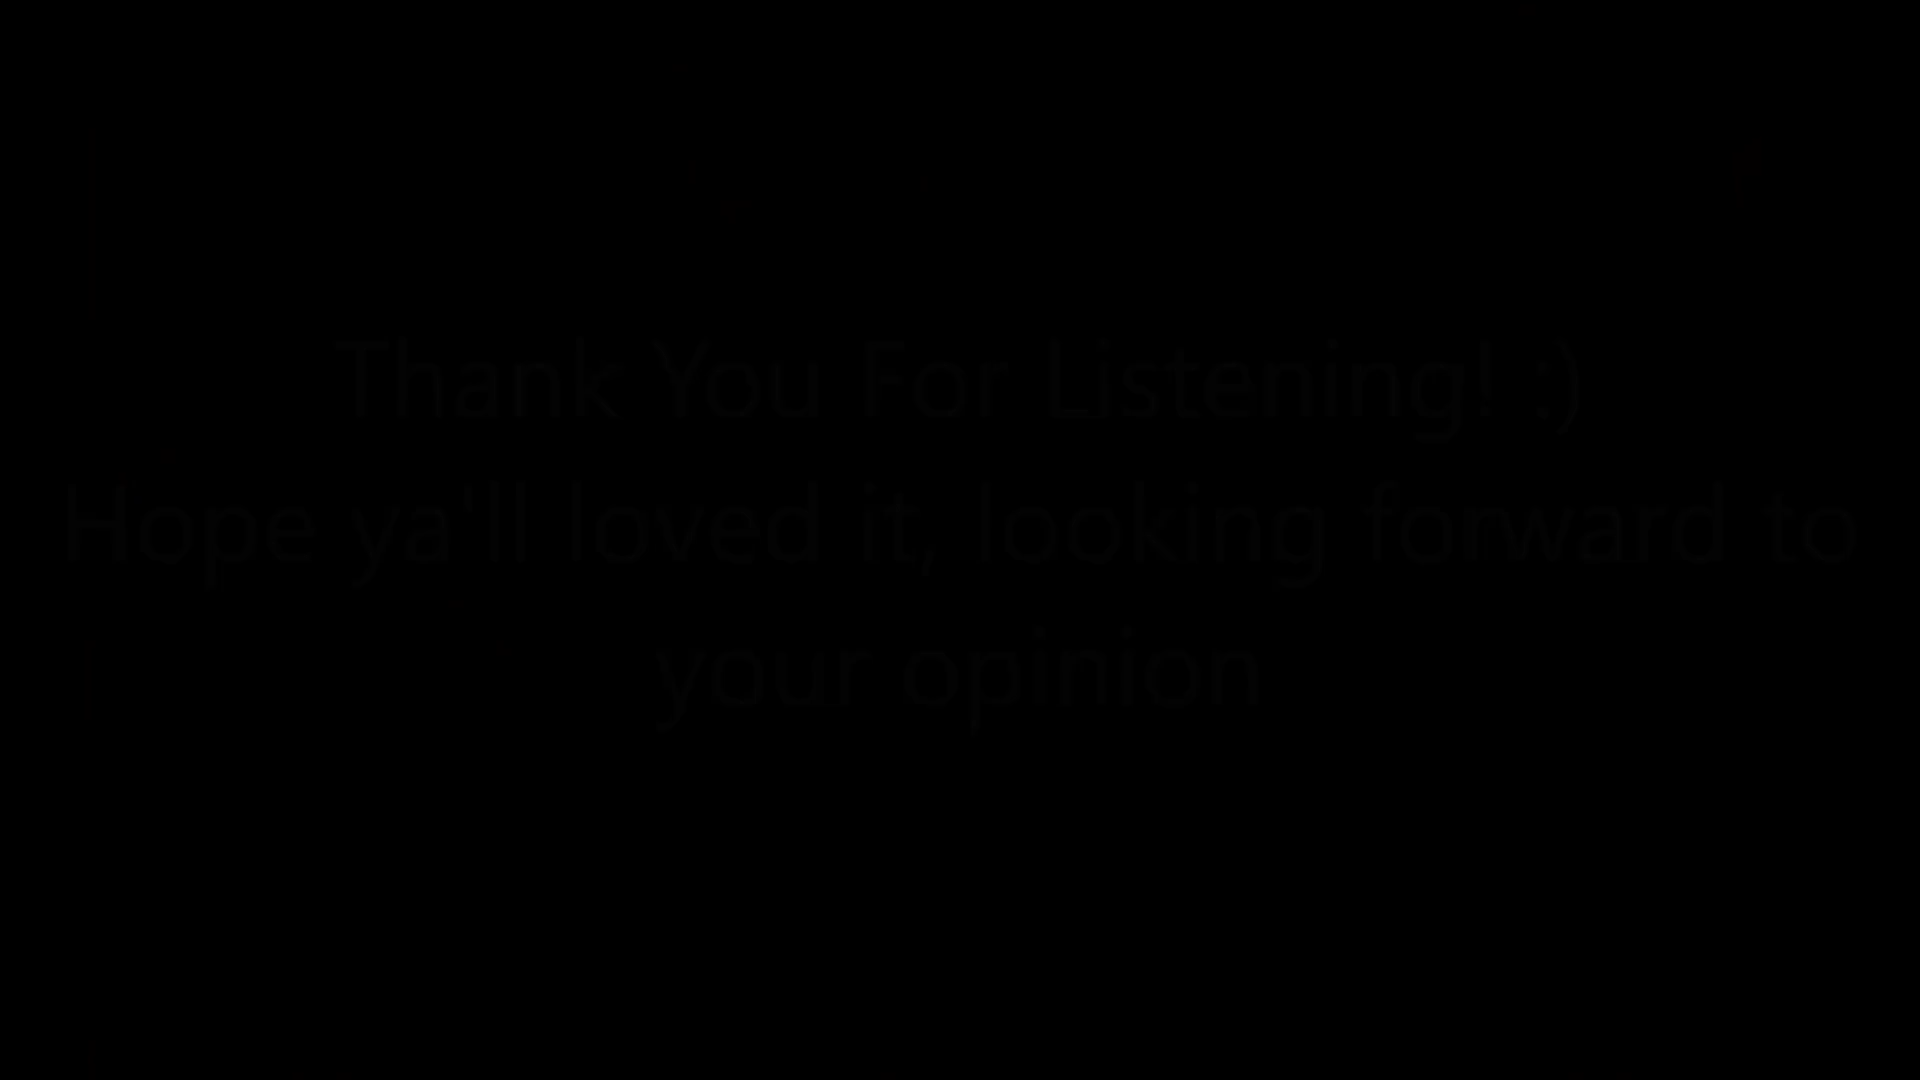 Thank You For Listening! :)
Hope ya'll loved it, looking forward to
your opinion